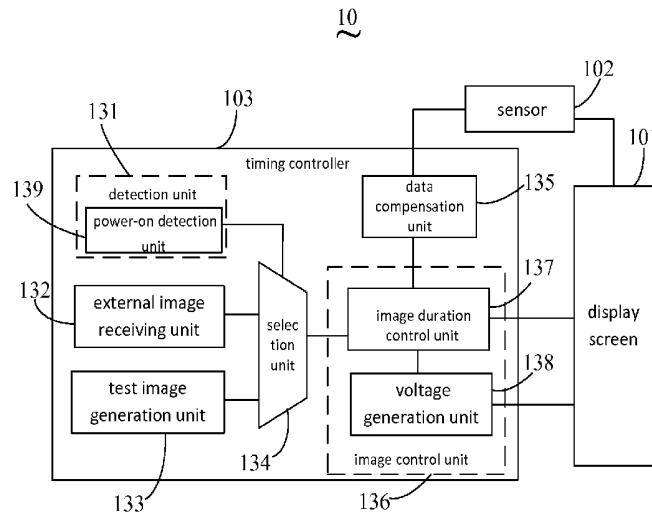 10
102
sensor
103
101
131
timing controller
detection unit
139
power-on detection
unit
data
compensation
unit
135
132
external image
receiving unit
selec
tion
unit
image duration
control unit
137
display
screen
test image
generation unit
voltage
generation unit
138
133
134
image control unit
136